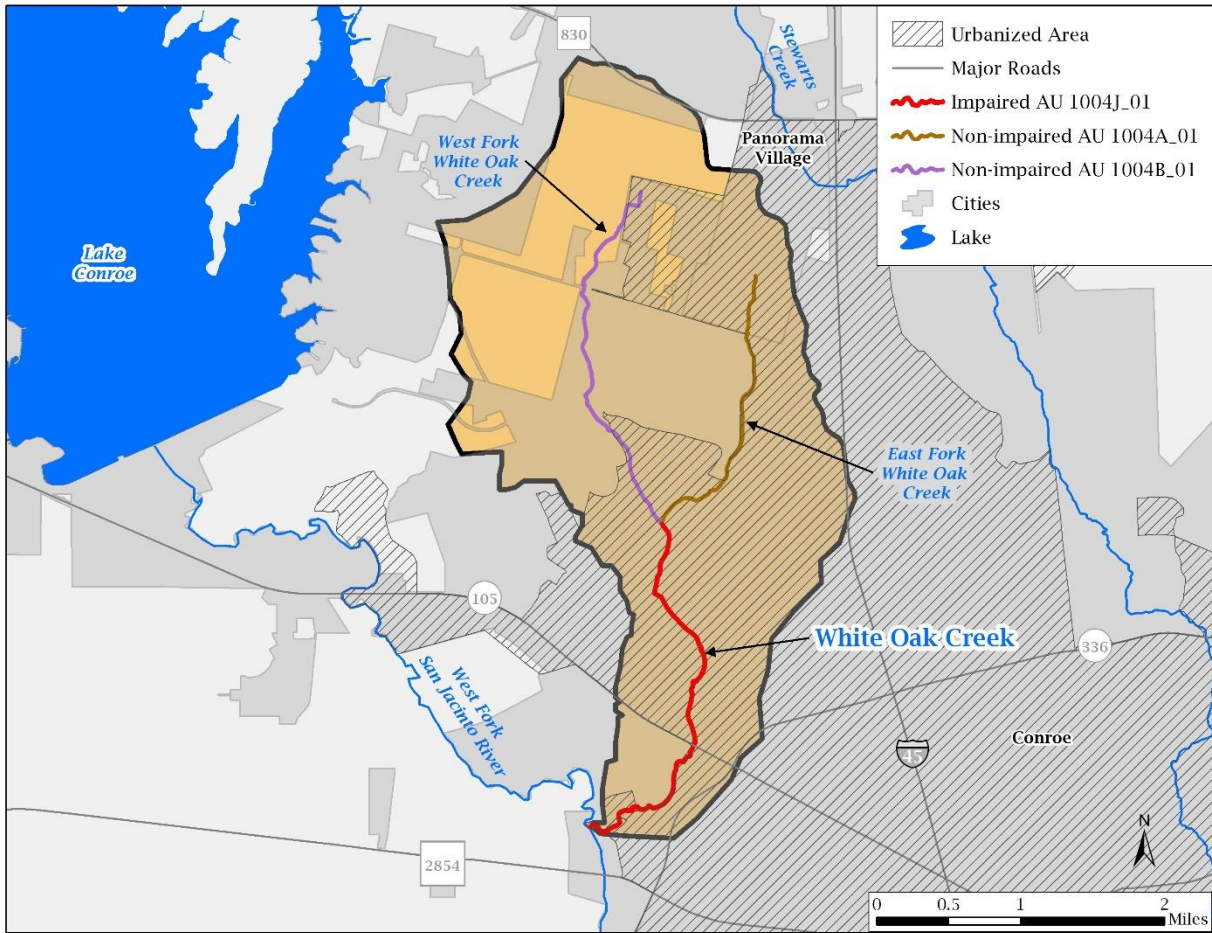 830
Stewarts
Creek
Urbanized Area
Major Roads
Impaired AU 1004J_01
Non-impaired AU 1004A_01
Non-impaired AU 1004B_01
Cities
Lake
West Fork
White Oak
Creek
Panorama
Village
Lake
Conroe
East Fork
White Oak
Creek
105
White Oak Creek
336
West Fork
San Jacinto River
45
Conroe
2854
N
0 0.5 1 2
Miles